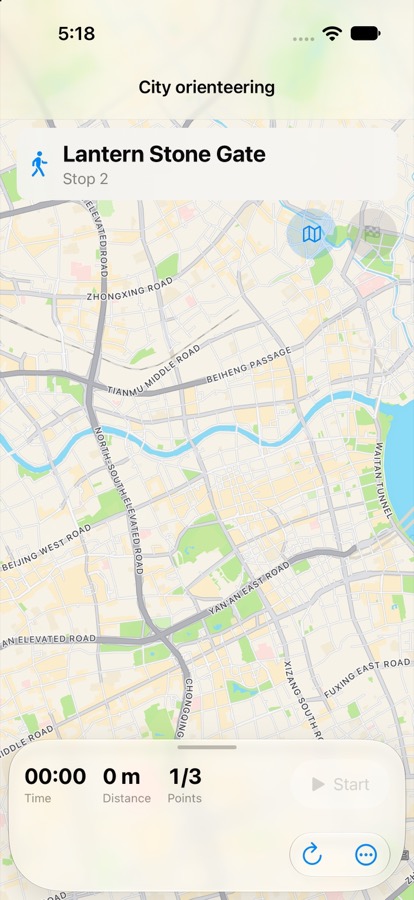 5:18
City orienteering
Lantern Stone Gate
Stop 2
ELEVATED ROAD
ZHONGXING ROAD
TIANMU MIDDLE ROAD
BEIHENG PASSAGE
NORTH-SOUTH ELEVATED ROAD
WAITAN TUNNEL
BEIJING WEST ROAD
YAN AN EAST ROAD
AN ELEVATED ROAD
XIZANG SOUTH RO
FUXING EAST ROAD
CHONGQING
IDDLE ROAD
00:00
0 m
1/3
Start
Time
Distance
Points